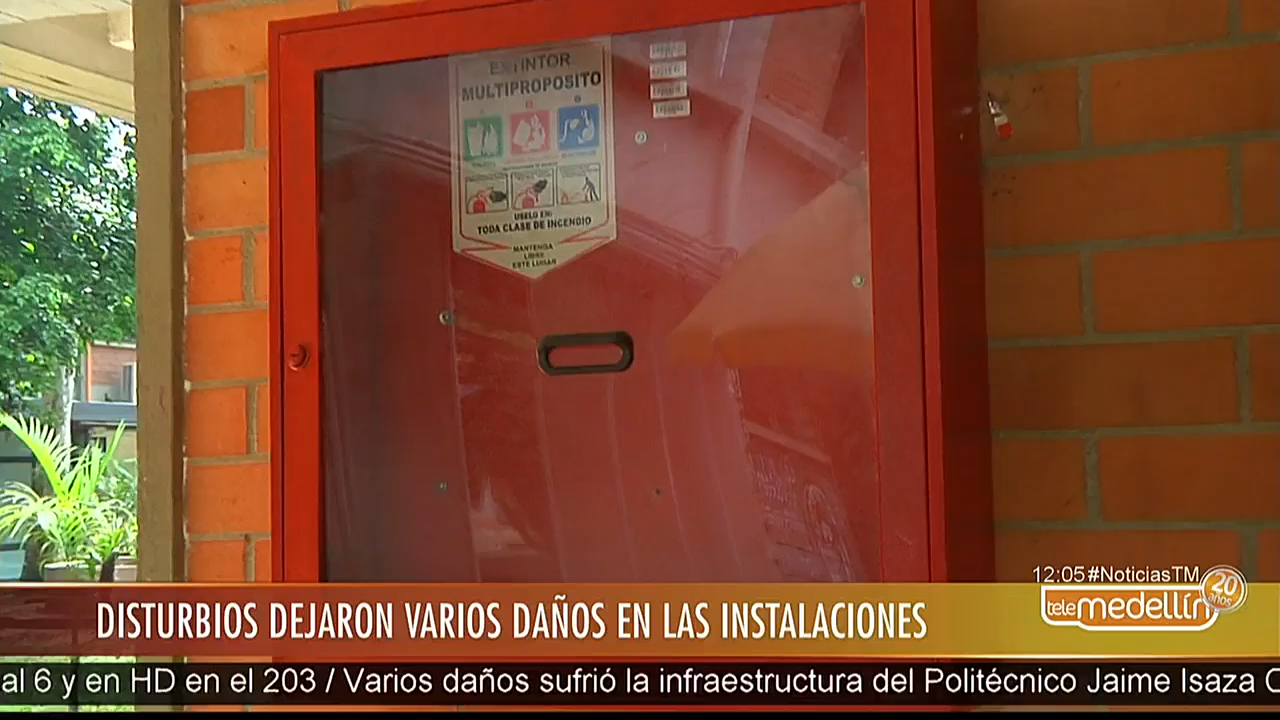 EXTINTOR
MULTIPROPOSITO
USELO EN:
TODA CLASE DE INCENDIO
MANTENGA
LIBRE
ESTE LUGAR
12:05 #NoticiasTM
20 años
telemedellín
DISTURBIOS DEJARON VARIOS DAÑOS EN LAS INSTALACIONES
al 6 y en HD en el 203 / Varios daños sufrió la infraestructura del Politécnico Jaime Isaza C